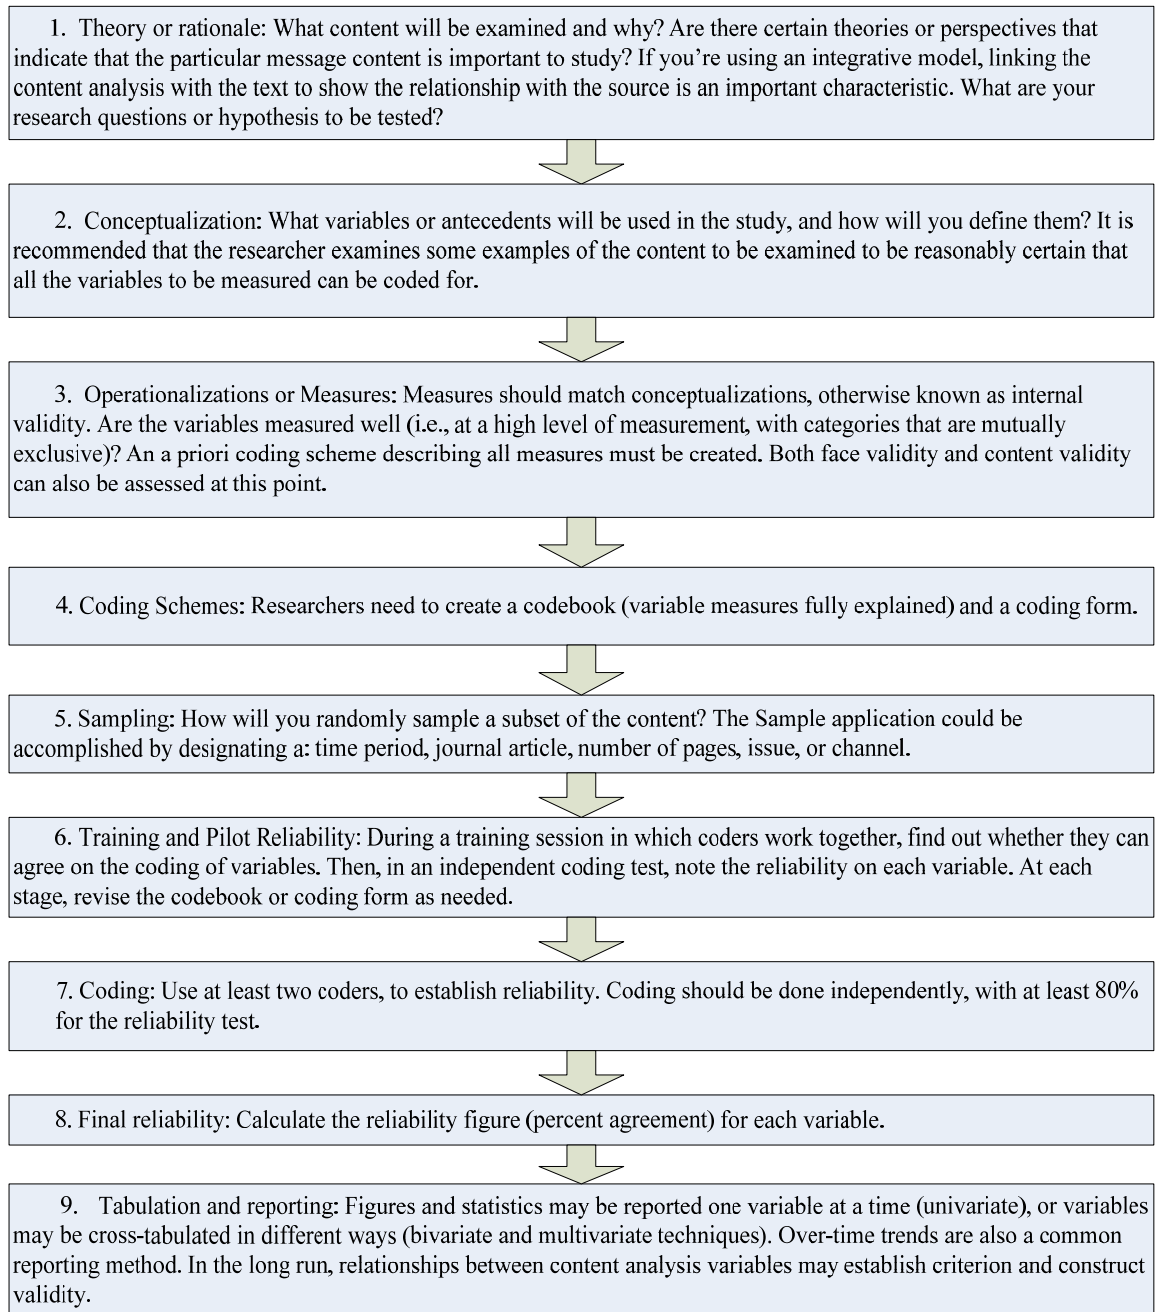 1. Theory or rationale: What content will be examined and why? Are there certain theories or perspectives that
indicate that the particular message content is important to study? If you're using an integrative model, linking the
content analysis with the text to show the relationship with the source is an important characteristic. What are your
research questions or hypothesis to be tested?
2. Conceptualization: What variables or antecedents will be used in the study, and how will you define them? It is
recommended that the researcher examines some examples of the content to be examined to be reasonably certain that
all the variables to be measured can be coded for.
3. Operationalizations or Measures: Measures should match conceptualizations, otherwise known as internal
validity. Are the variables measured well (i.e., at a high level of measurement, with categories that are mutually
exclusive)? An a priori coding scheme describing all measures must be created. Both face validity and content validity
can also be assessed at this point.
4. Coding Schemes: Researchers need to create a codebook (variable measures fully explained) and a coding form.
5. Sampling: How will you randomly sample a subset of the content? The Sample application could be
accomplished by designating a: time period, journal article, number of pages, issue, or channel.
6. Training and Pilot Reliability: During a training session in which coders work together, find out whether they can
agree on the coding of variables. Then, in an independent coding test, note the reliability on each variable. At each
stage, revise the codebook or coding form as needed.
7. Coding: Use at least two coders, to establish reliability. Coding should be done independently, with at least 80%
for the reliability test.
8. Final reliability: Calculate the reliability figure (percent agreement) for each variable.
9. Tabulation and reporting: Figures and statistics may be reported one variable at a time (univariate), or variables
may be cross-tabulated in different ways (bivariate and multivariate techniques). Over-time trends are also a common
reporting method. In the long run, relationships between content analysis variables may establish criterion and construct
validity.